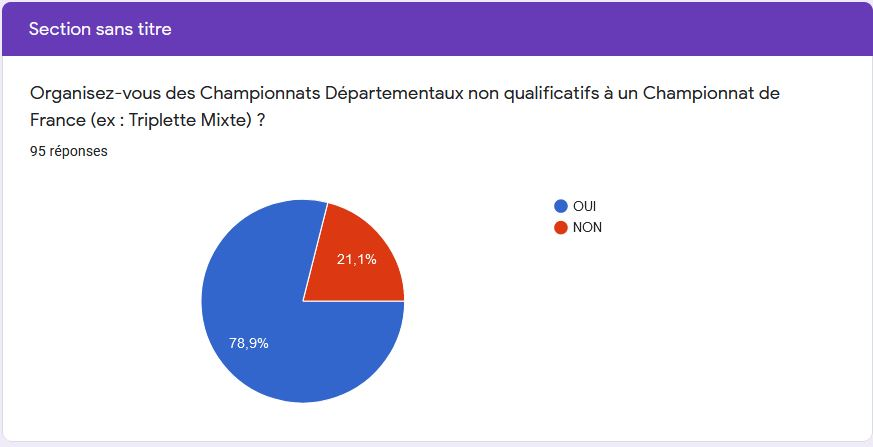 Section sans titre
Organisez-vous des Championnats Départementaux non qualificatifs à un Championnat de
France (ex : Triplette Mixte) ?
95 réponses
OUI
NON
21,1%
78,9%